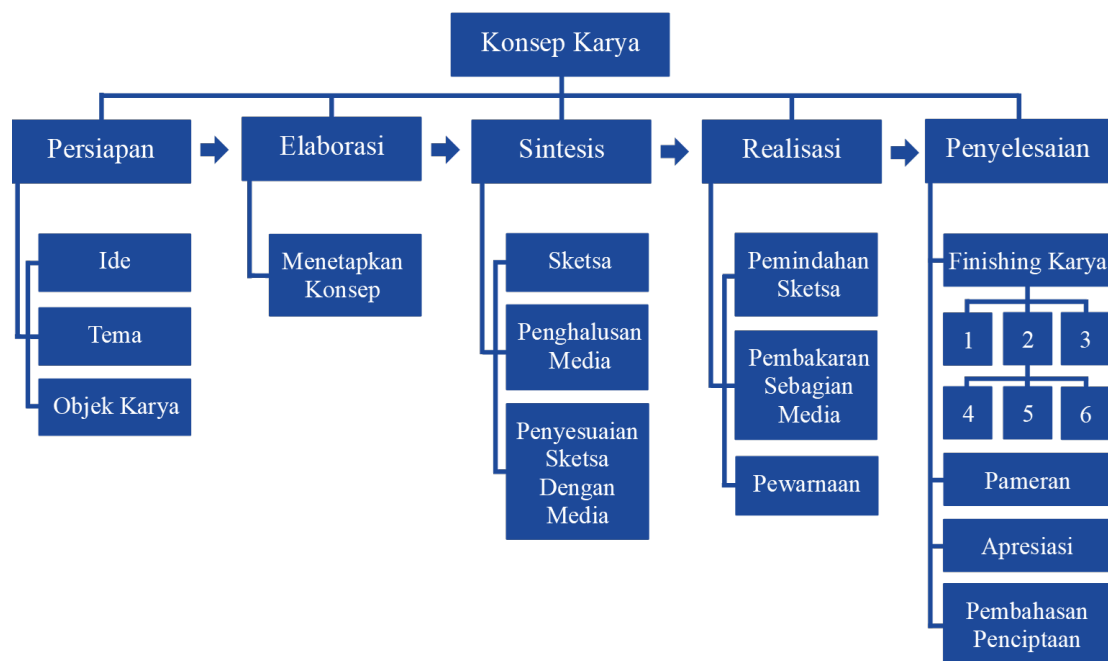 Konsep Karya
Persiapan
Elaborasi
Sintesis
Realisasi
Penyelesaian
Ide
Tema
Objek Karya
Menetapkan
Konsep
Sketsa
Penghalusan
Media
Penyesuaian
Sketsa
Dengan
Media
Pemindahan
Sketsa
Pembakaran
Sebagian
Media
Pewarnaan
Finishing Karya
1 2 3
4 5 6
Pameran
Apresiasi
Pembahasan
Penciptaan